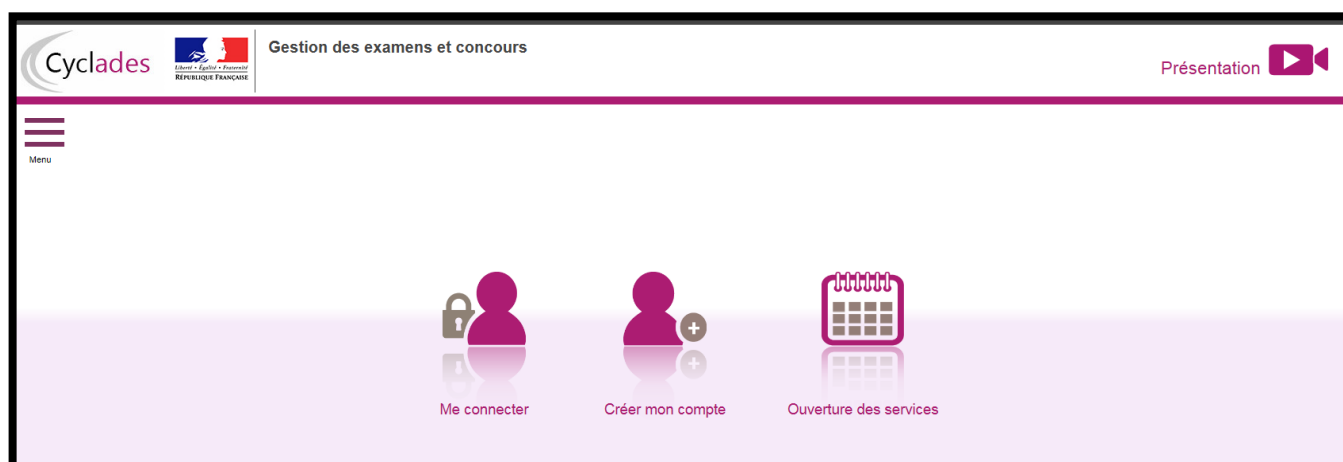 Cyclades
Liberté • Égalité • Fraternité
RÉPUBLIQUE FRANÇAISE
Gestion des examens et concours
Présentation
Menu
Me connecter
Créer mon compte
Ouverture des services